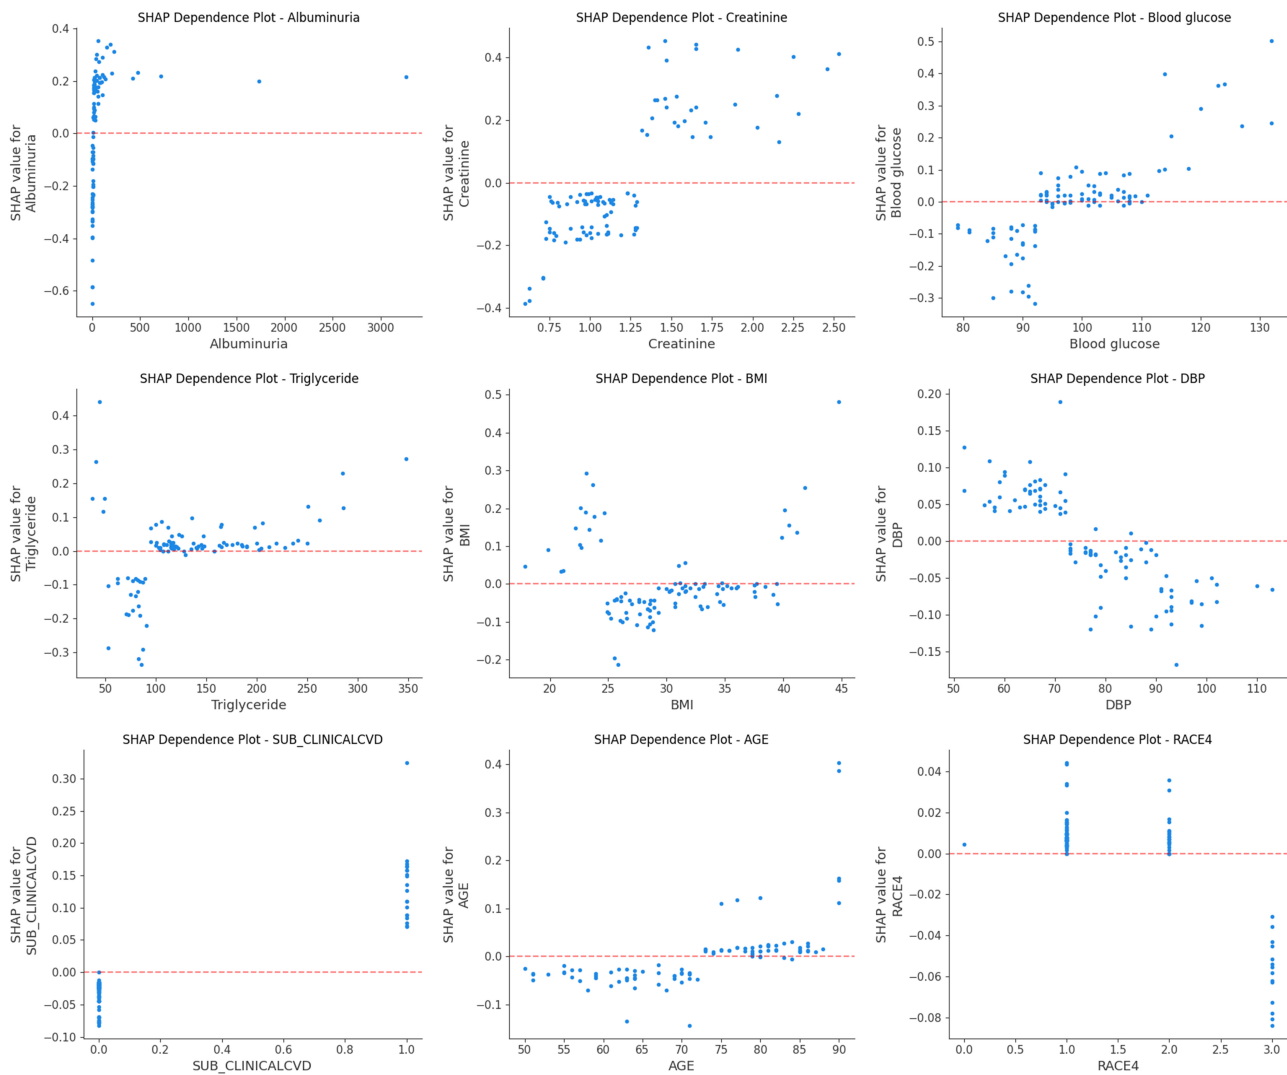 SHAP Dependence Plot - Albuminuria
SHAP value for
Albuminuria
0.4
0.2
0.0
−0.2
−0.4
−0.6
0 500 1000 1500 2000 2500 3000
Albuminuria
SHAP Dependence Plot - Creatinine
SHAP value for
Creatinine
0.4
0.2
0.0
−0.2
−0.4
0.75 1.00 1.25 1.50 1.75 2.00 2.25 2.50
Creatinine
SHAP Dependence Plot - Blood glucose
SHAP value for
Blood glucose
0.5
0.4
0.3
0.2
0.1
0.0
−0.1
−0.2
−0.3
80 90 100 110 120 130
Blood glucose
SHAP Dependence Plot - Triglyceride
SHAP value for
Triglyceride
0.4
0.3
0.2
0.1
0.0
−0.1
−0.2
−0.3
50 100 150 200 250 300 350
Triglyceride
SHAP Dependence Plot - BMI
SHAP value for
BMI
0.5
0.4
0.3
0.2
0.1
0.0
−0.1
−0.2
20 25 30 35 40 45
BMI
SHAP Dependence Plot - DBP
SHAP value for
DBP
0.20
0.15
0.10
0.05
0.00
−0.05
−0.10
−0.15
50 60 70 80 90 100 110
DBP
SHAP Dependence Plot - SUB_CLINICALCVD
SHAP value for
SUB_CLINICALCVD
0.30
0.25
0.20
0.15
0.10
0.05
0.00
−0.05
−0.10
0.0 0.2 0.4 0.6 0.8 1.0
SUB_CLINICALCVD
SHAP Dependence Plot - AGE
SHAP value for
AGE
0.4
0.3
0.2
0.1
0.0
−0.1
50 55 60 65 70 75 80 85 90
AGE
SHAP Dependence Plot - RACE4
SHAP value for
RACE4
0.04
0.02
0.00
−0.02
−0.04
−0.06
−0.08
0.0 0.5 1.0 1.5 2.0 2.5 3.0
RACE4